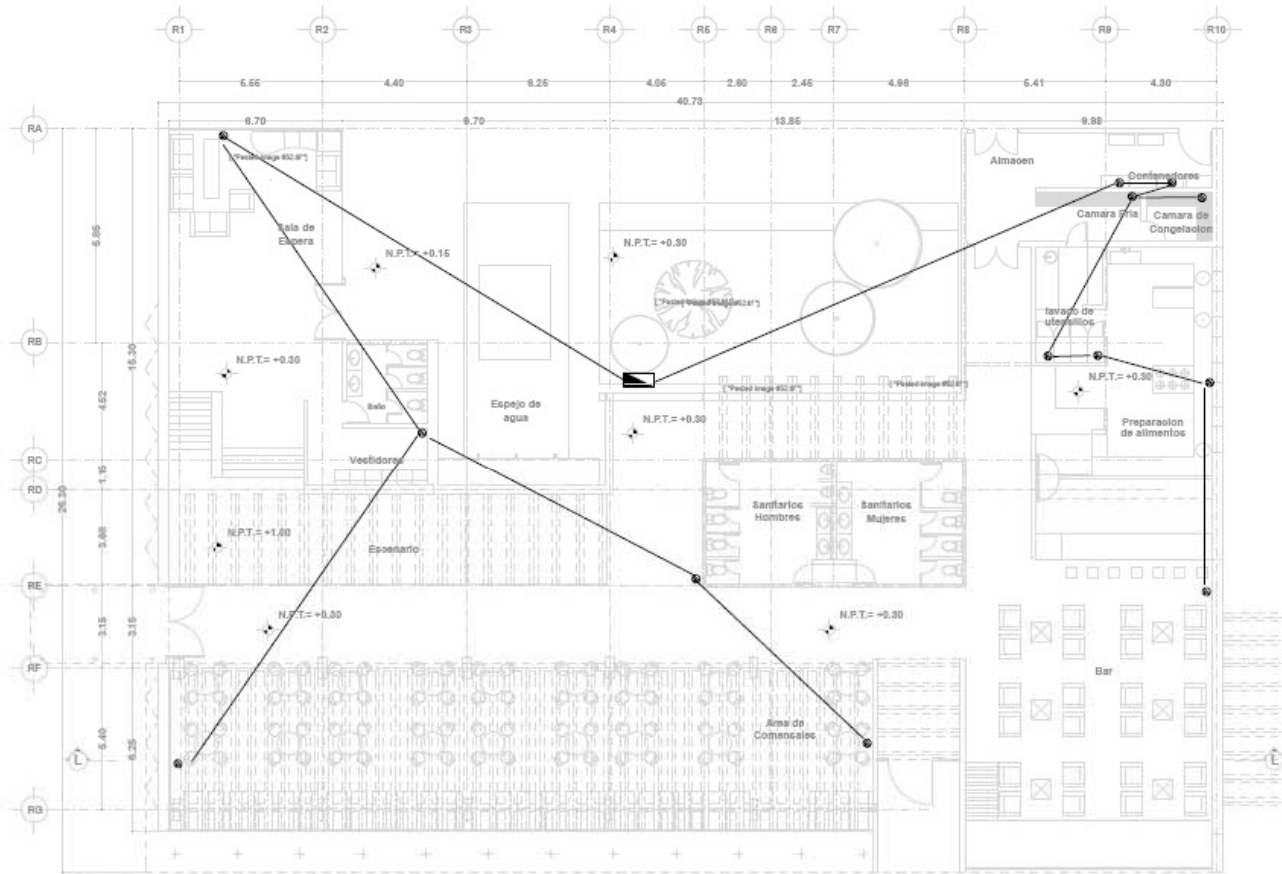 R1 R2 R3 R4 R5 R6 R7 R8 R9 R10
5.55 4.40 6.25 4.05 2.60 2.45 4.96 5.41 4.30
40.73
6.70 9.70 13.85 9.88
RA
RB
RC
RD
RE
RF
RG
5.85
4.52
1.15
3.88
3.15
5.40
26.30
15.30
3.15
6.25
Almacen
Contenedores
Camara Fria
Camara de
Congelacion
Sala de
Espera
N.P.T.= +0.15
N.P.T.= +0.30
lavado de
utensilios
N.P.T.= +0.30
N.P.T.= +0.30
Baño
Espejo de
agua
N.P.T.= +0.30
Preparacion
de alimentos
Vestidores
Sanitarios
Hombres
Sanitarios
Mujeres
N.P.T.= +1.00
Escenario
N.P.T.= +0.30
N.P.T.= +0.30
Bar
Area de
Comensales
L
L